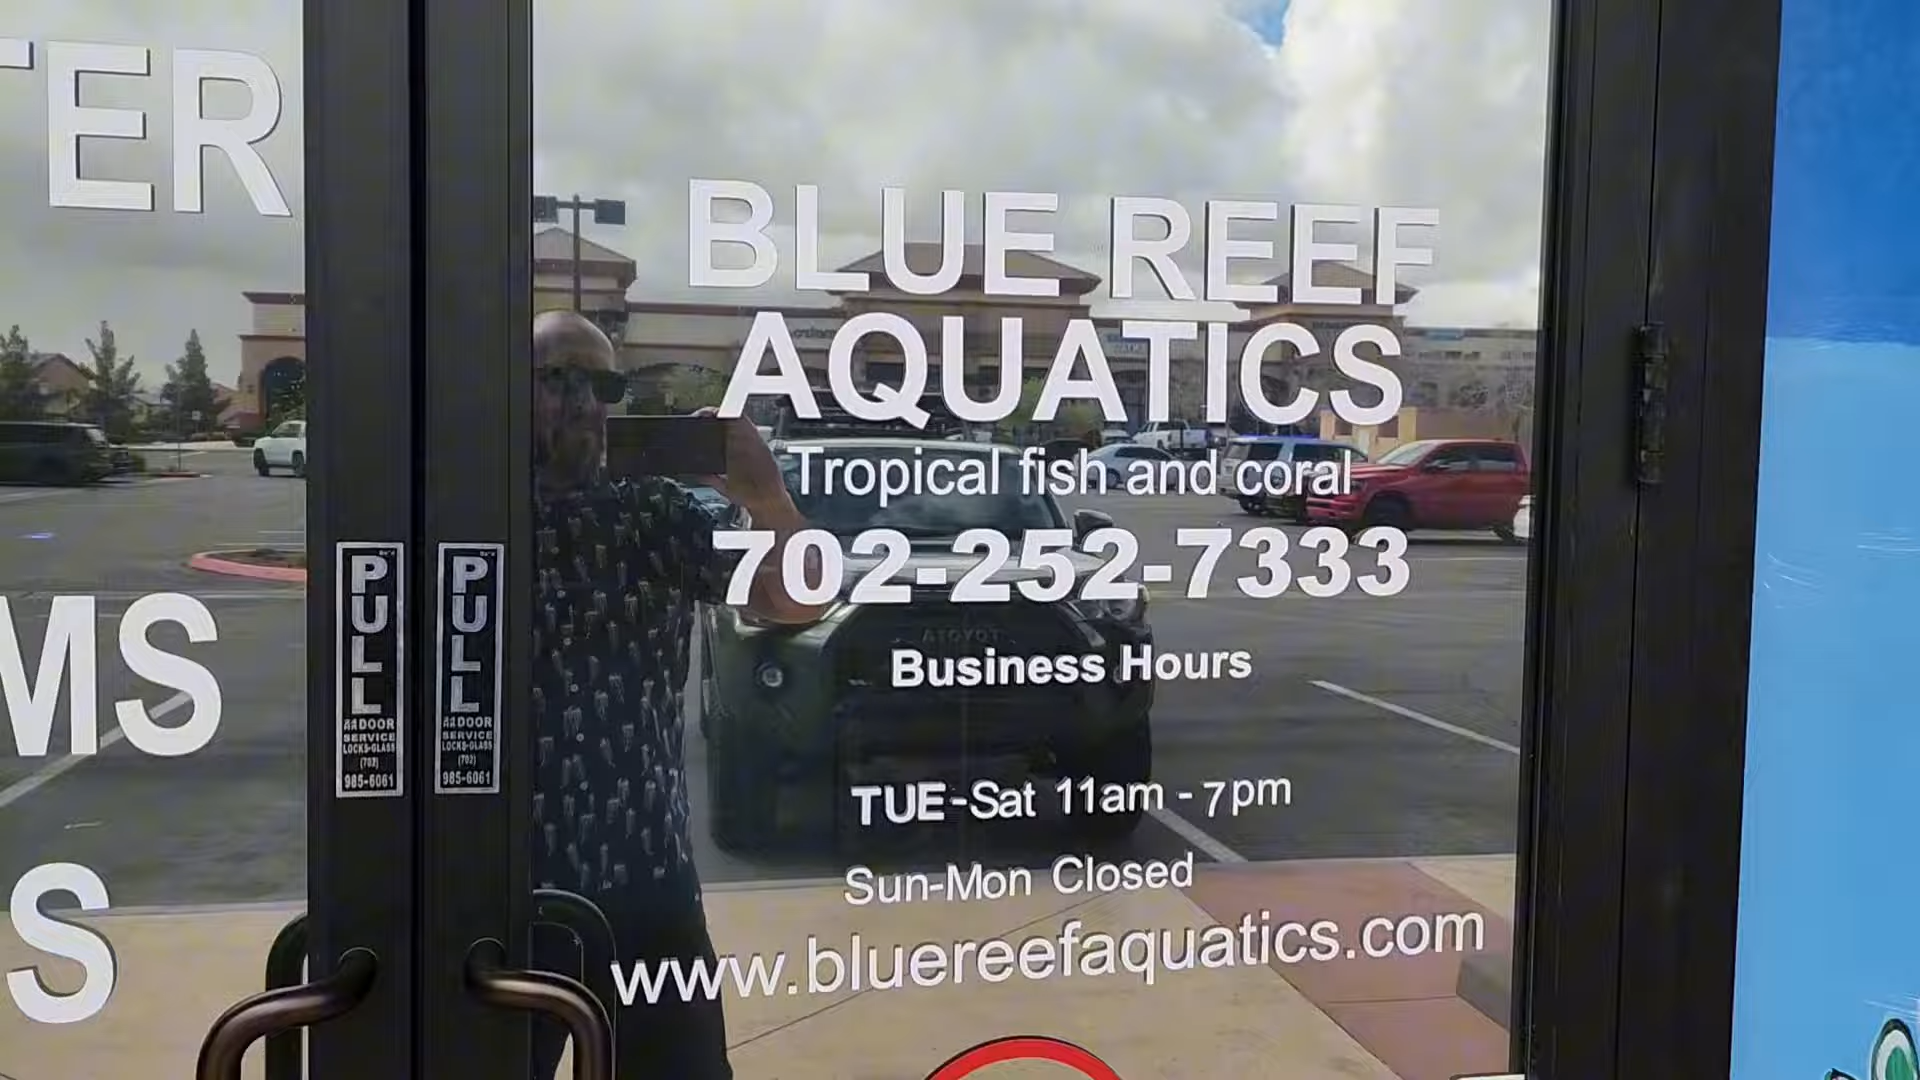 TER
BLUE REEF
AQUATICS
Tropical fish and coral
702-252-7333
Business Hours
TUE-Sat 11am - 7pm
Sun-Mon Closed
www.bluereefaquatics.com
MS
S
PULL
DOOR
SERVICE
LOCKS-GLASS
(702)
985-6061
PULL
DOOR
SERVICE
LOCKS-GLASS
(702)
985-6061
TOYOTA